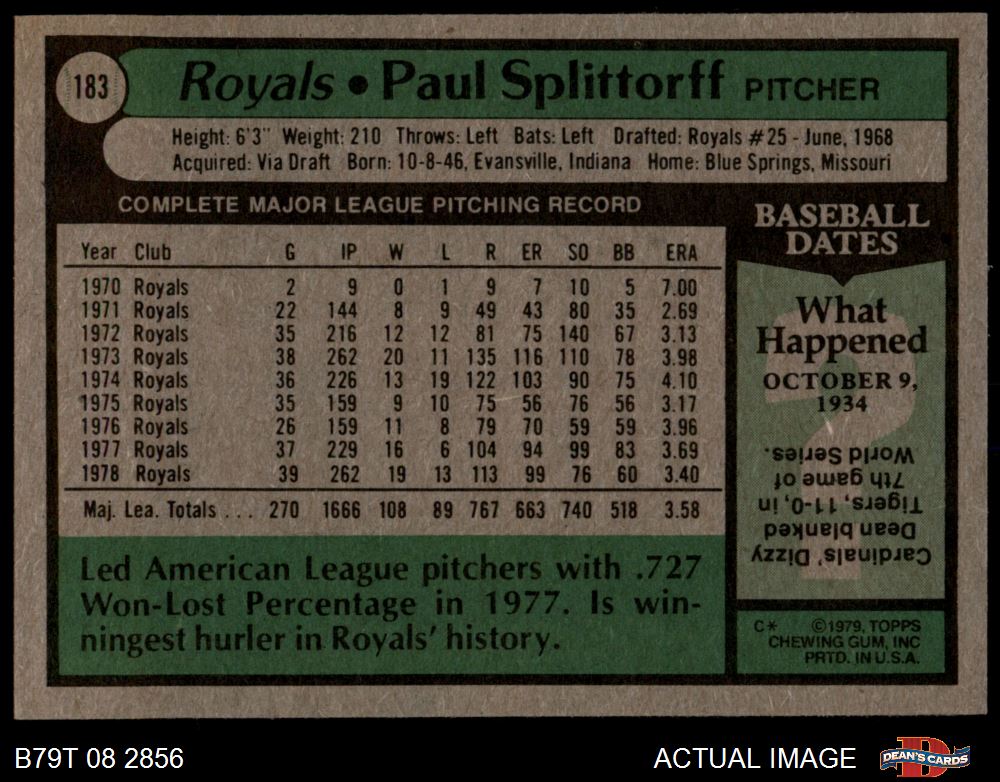 183
Royals • Paul Splittorff PITCHER
Height: 6'3" Weight: 210 Throws: Left Bats: Left Drafted: Royals #25 - June, 1968
Acquired: Via Draft Born: 10-8-46, Evansville, Indiana Home: Blue Springs, Missouri
COMPLETE MAJOR LEAGUE PITCHING RECORD
Year Club G IP W L R ER SO BB ERA
1970 Royals 2 9 0 1 9 7 10 5 7.00
1971 Royals 22 144 8 9 49 43 80 35 2.69
1972 Royals 35 216 12 12 81 75 140 67 3.13
1973 Royals 38 262 20 11 135 116 110 78 3.98
1974 Royals 36 226 13 19 122 103 90 75 4.10
1975 Royals 35 159 9 10 75 56 76 56 3.17
1976 Royals 26 159 11 8 79 70 59 59 3.96
1977 Royals 37 229 16 6 104 94 99 83 3.69
1978 Royals 39 262 19 13 113 99 76 60 3.40
Maj. Lea. Totals . . . 270 1666 108 89 767 663 740 518 3.58
Led American League pitchers with .727
Won-Lost Percentage in 1977. Is win-
ningest hurler in Royals' history.
BASEBALL
DATES
What
Happened
OCTOBER 9,
1934
Cardinals' Dizzy
Dean blanked
Tigers, 11-0, in
7th game of
World Series.
C* ©1979, TOPPS
CHEWING GUM, INC
PRTD. IN U.S.A.
B79T 08 2856
ACTUAL IMAGE
DEAN'S CARDS